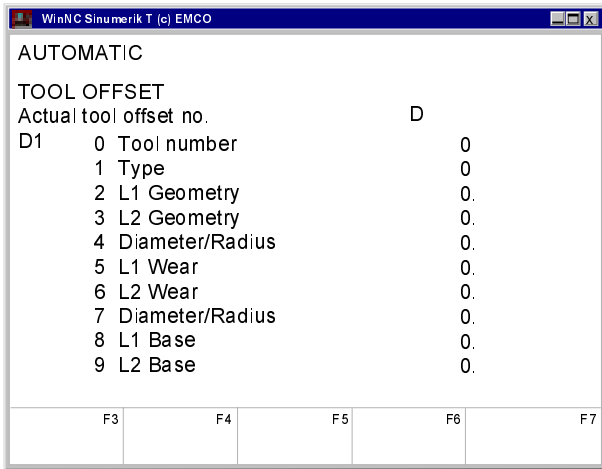 WinNC Sinumerik T (c) EMCO
AUTOMATIC
TOOL OFFSET
Actual tool offset no. D
D1 0 Tool number 0
1 Type 0
2 L1 Geometry 0.
3 L2 Geometry 0.
4 Diameter/Radius 0.
5 L1 Wear 0.
6 L2 Wear 0.
7 Diameter/Radius 0.
8 L1 Base 0.
9 L2 Base 0.
F3 F4 F5 F6 F7